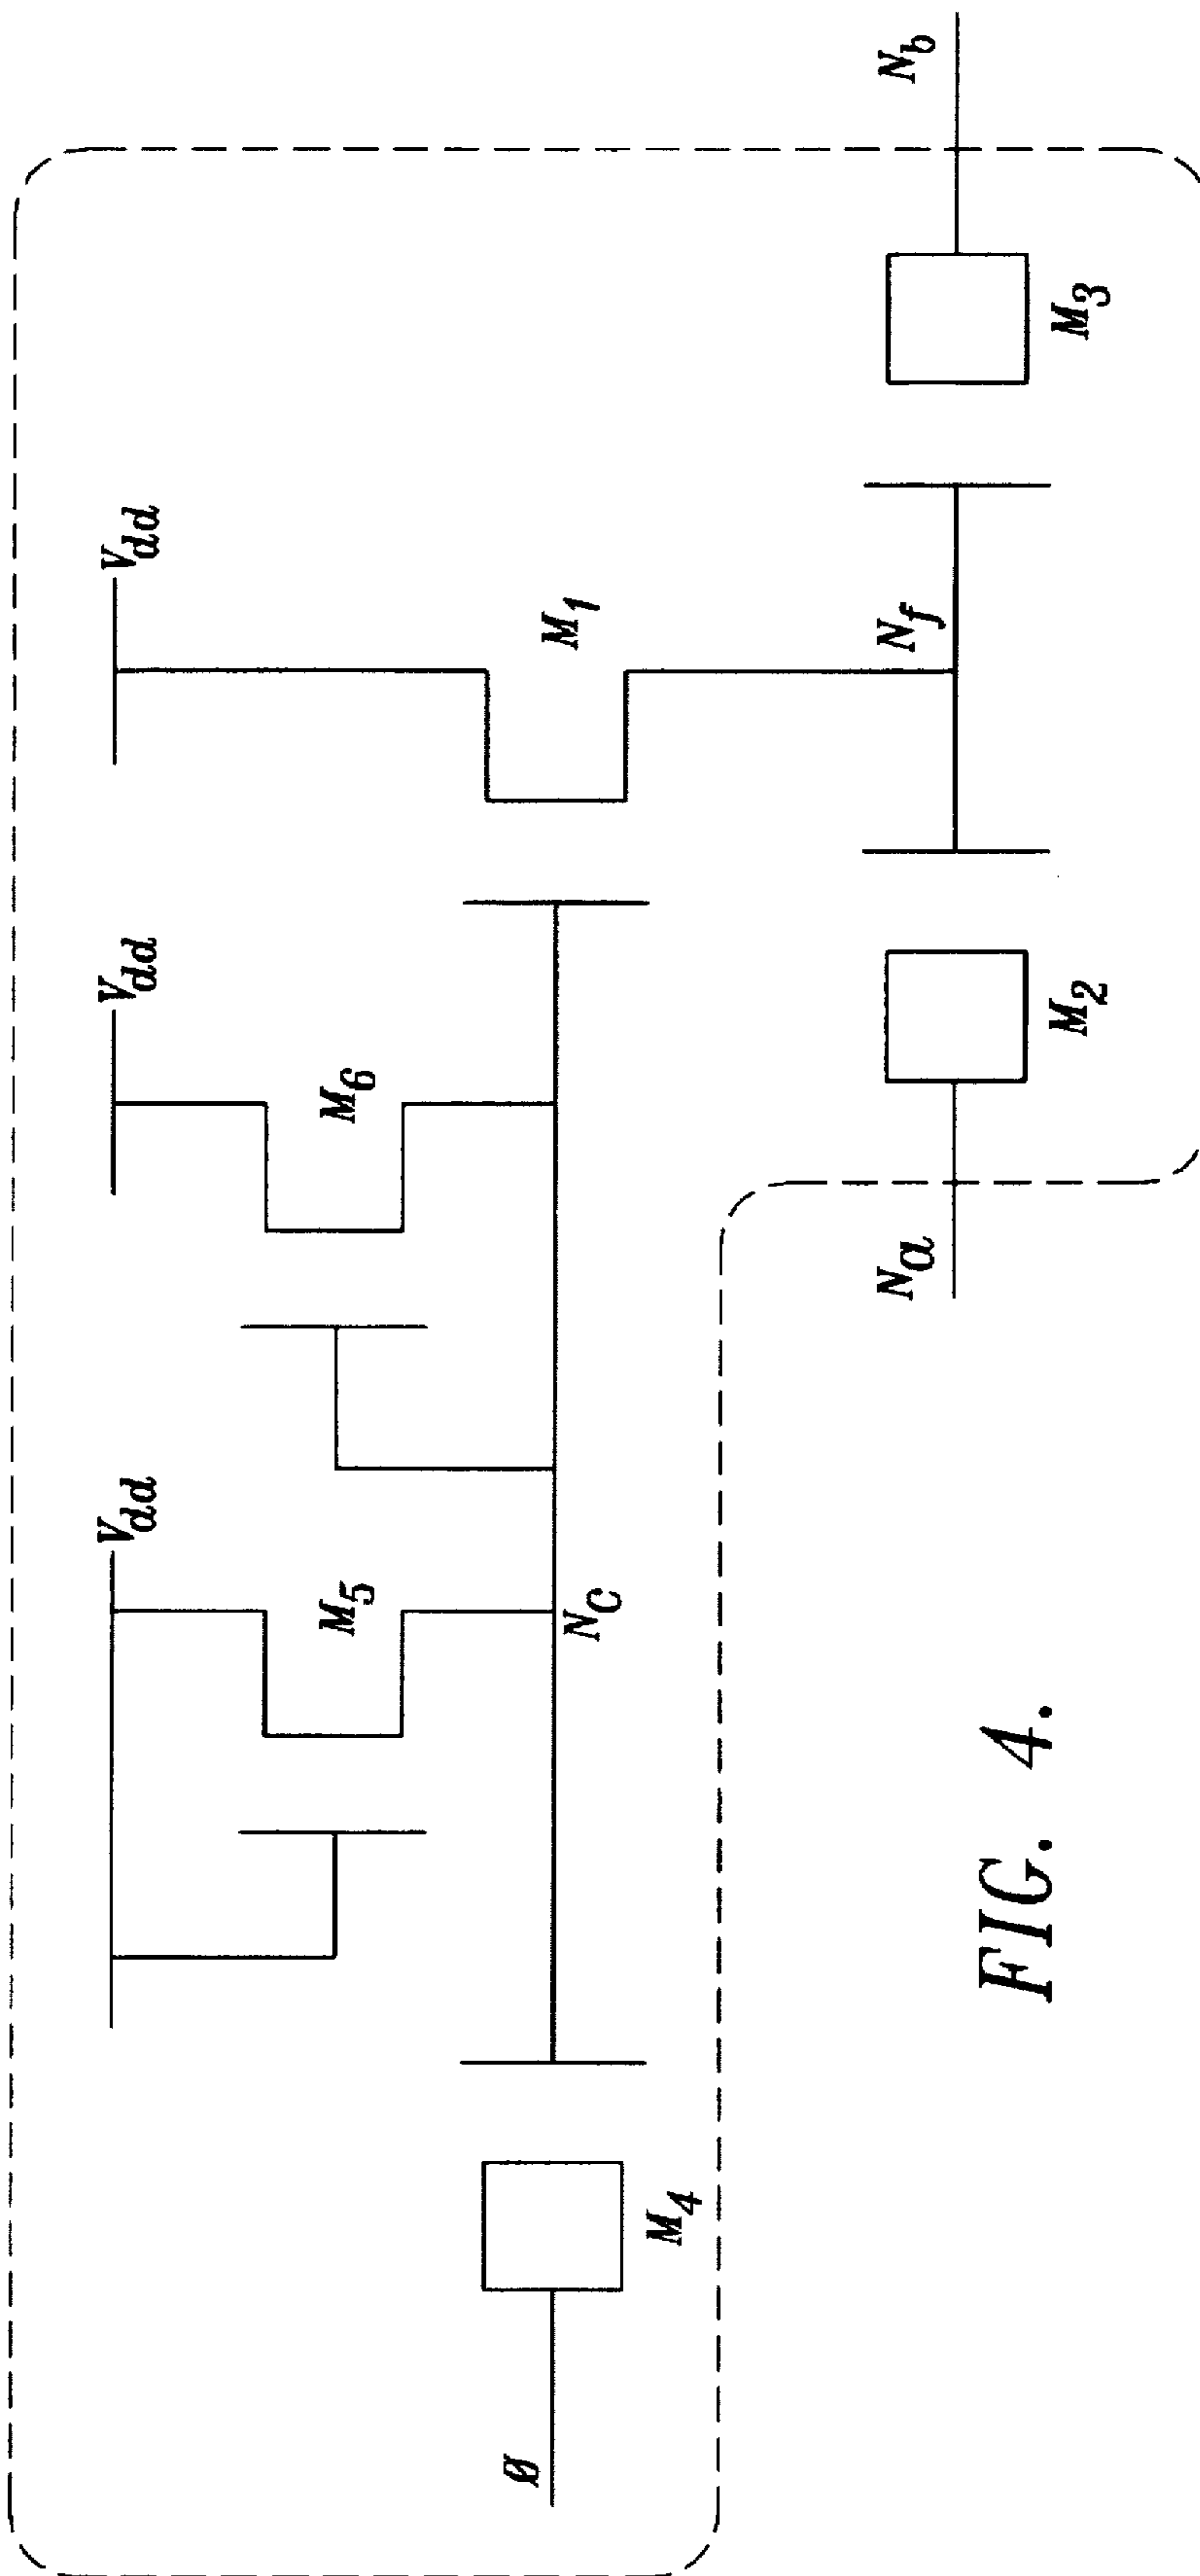 V_dd
V_dd
V_dd
M_5
M_6
M_1
ø
N_c
M_4
N_f
N_a
N_b
M_2
M_3
FIG. 4.